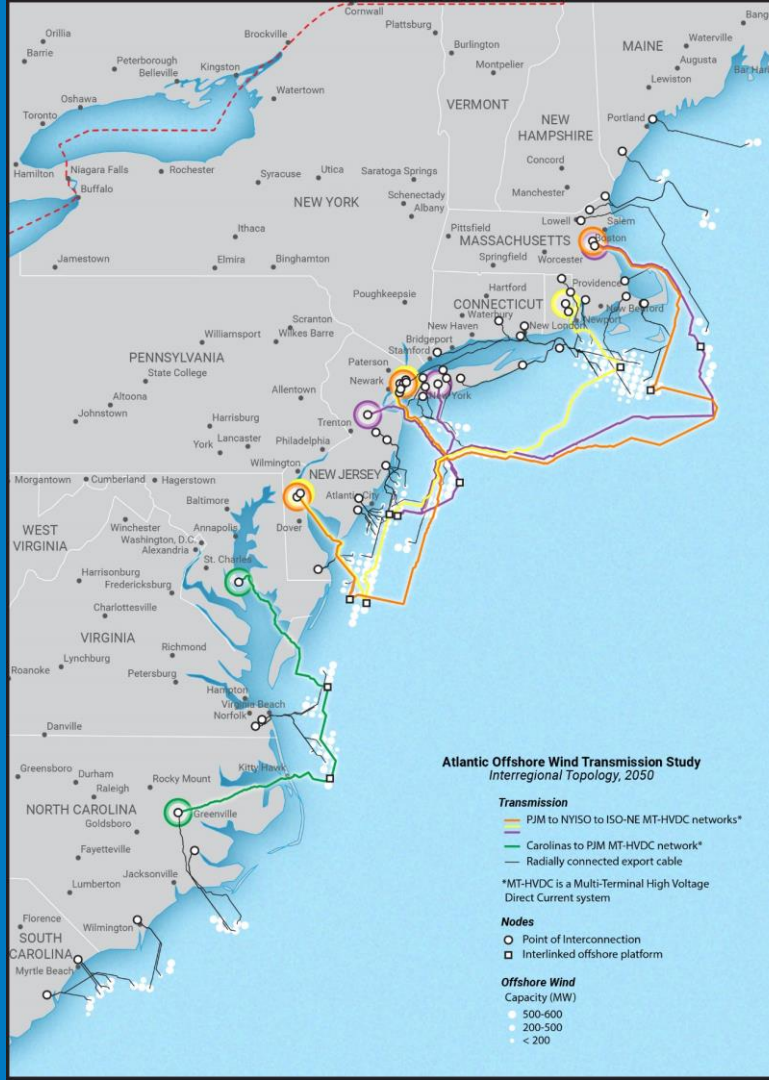 Cornwall
Bang
Orillia
Brockville
Plattsburg
MAINE
Waterville
Barrie
Peterborough
Kingston
Burlington
Augusta
Belleville
Montpelier
Bar Har
Lewiston
Oshawa
Watertown
VERMONT
Toronto
NEW
HAMPSHIRE
Portland
Hamilton
Niagara Falls
Rochester
Utica
Saratoga Springs
Concord
Syracuse
Manchester
Buffalo
NEW YORK
Schenectady
Albany
Lowell
Salem
Ithaca
Pittsfield
MASSACHUSETTS
Boston
Jamestown
Elmira
Binghamton
Springfield
Worcester
Hartford
Providence
Poughkeepsie
CONNECTICUT
New Bedford
Waterbury
Newport
Scranton
New Haven
New London
Williamsport
Wilkes Barre
Bridgeport
Stamford
PENNSYLVANIA
Paterson
State College
Newark
Altoona
Allentown
New York
Johnstown
Harrisburg
Trenton
York
Lancaster
Philadelphia
Wilmington
NEW JERSEY
Morgantown
Cumberland
Hagerstown
Baltimore
Atlantic City
WEST
VIRGINIA
Winchester
Annapolis
Dover
Washington, D.C.
Alexandria
St. Charles
Harrisonburg
Fredericksburg
Charlottesville
VIRGINIA
Richmond
Lynchburg
Roanoke
Petersburg
Hampton
Virginia Beach
Norfolk
Danville
Greensboro
Kitty Hawk
Durham
Rocky Mount
Raleigh
NORTH CAROLINA
Greenville
Goldsboro
Fayetteville
Jacksonville
Lumberton
Florence
Wilmington
SOUTH
CAROLINA
Myrtle Beach
Atlantic Offshore Wind Transmission Study
Interregional Topology, 2050
Transmission
PJM to NYISO to ISO-NE MT-HVDC networks*
Carolinas to PJM MT-HVDC network*
Radially connected export cable
*MT-HVDC is a Multi-Terminal High Voltage
Direct Current system
Nodes
Point of Interconnection
Interlinked offshore platform
Offshore Wind
Capacity (MW)
500-600
200-500
< 200